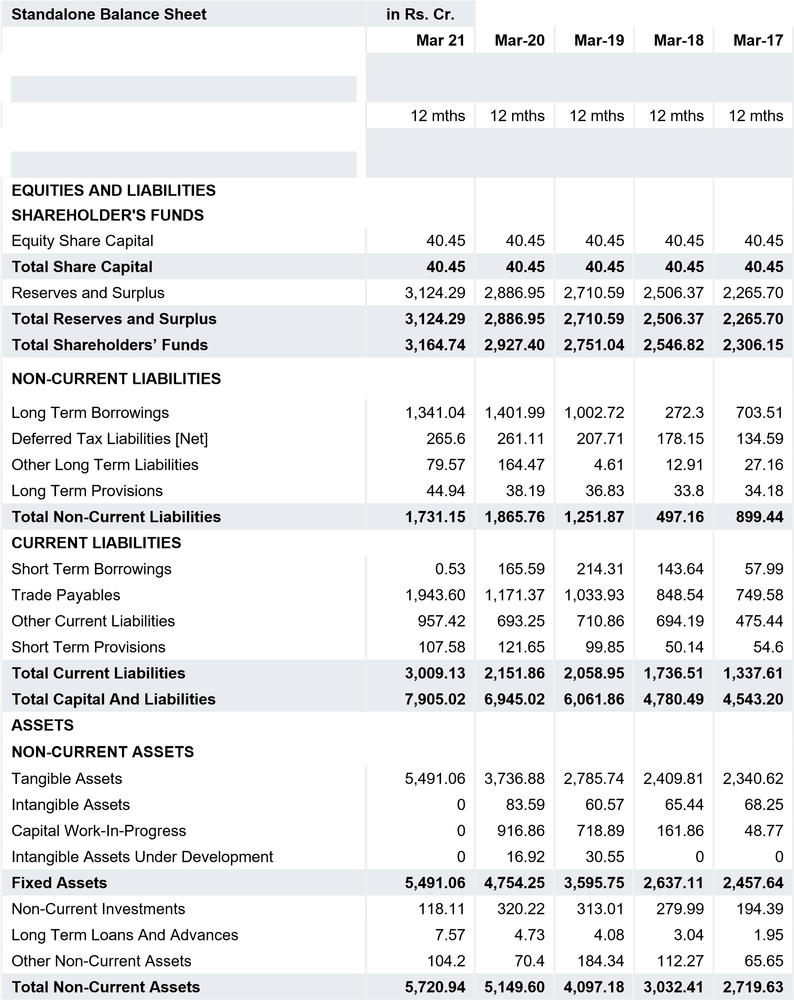 Standalone Balance Sheet in Rs. Cr.
Mar 21 Mar-20 Mar-19 Mar-18 Mar-17
12 mths 12 mths 12 mths 12 mths 12 mths
EQUITIES AND LIABILITIES
SHAREHOLDER'S FUNDS
Equity Share Capital 40.45 40.45 40.45 40.45 40.45
Total Share Capital 40.45 40.45 40.45 40.45 40.45
Reserves and Surplus 3,124.29 2,886.95 2,710.59 2,506.37 2,265.70
Total Reserves and Surplus 3,124.29 2,886.95 2,710.59 2,506.37 2,265.70
Total Shareholders’ Funds 3,164.74 2,927.40 2,751.04 2,546.82 2,306.15
NON-CURRENT LIABILITIES
Long Term Borrowings 1,341.04 1,401.99 1,002.72 272.3 703.51
Deferred Tax Liabilities [Net] 265.6 261.11 207.71 178.15 134.59
Other Long Term Liabilities 79.57 164.47 4.61 12.91 27.16
Long Term Provisions 44.94 38.19 36.83 33.8 34.18
Total Non-Current Liabilities 1,731.15 1,865.76 1,251.87 497.16 899.44
CURRENT LIABILITIES
Short Term Borrowings 0.53 165.59 214.31 143.64 57.99
Trade Payables 1,943.60 1,171.37 1,033.93 848.54 749.58
Other Current Liabilities 957.42 693.25 710.86 694.19 475.44
Short Term Provisions 107.58 121.65 99.85 50.14 54.6
Total Current Liabilities 3,009.13 2,151.86 2,058.95 1,736.51 1,337.61
Total Capital And Liabilities 7,905.02 6,945.02 6,061.86 4,780.49 4,543.20
ASSETS
NON-CURRENT ASSETS
Tangible Assets 5,491.06 3,736.88 2,785.74 2,409.81 2,340.62
Intangible Assets 0 83.59 60.57 65.44 68.25
Capital Work-In-Progress 0 916.86 718.89 161.86 48.77
Intangible Assets Under Development 0 16.92 30.55 0 0
Fixed Assets 5,491.06 4,754.25 3,595.75 2,637.11 2,457.64
Non-Current Investments 118.11 320.22 313.01 279.99 194.39
Long Term Loans And Advances 7.57 4.73 4.08 3.04 1.95
Other Non-Current Assets 104.2 70.4 184.34 112.27 65.65
Total Non-Current Assets 5,720.94 5,149.60 4,097.18 3,032.41 2,719.63